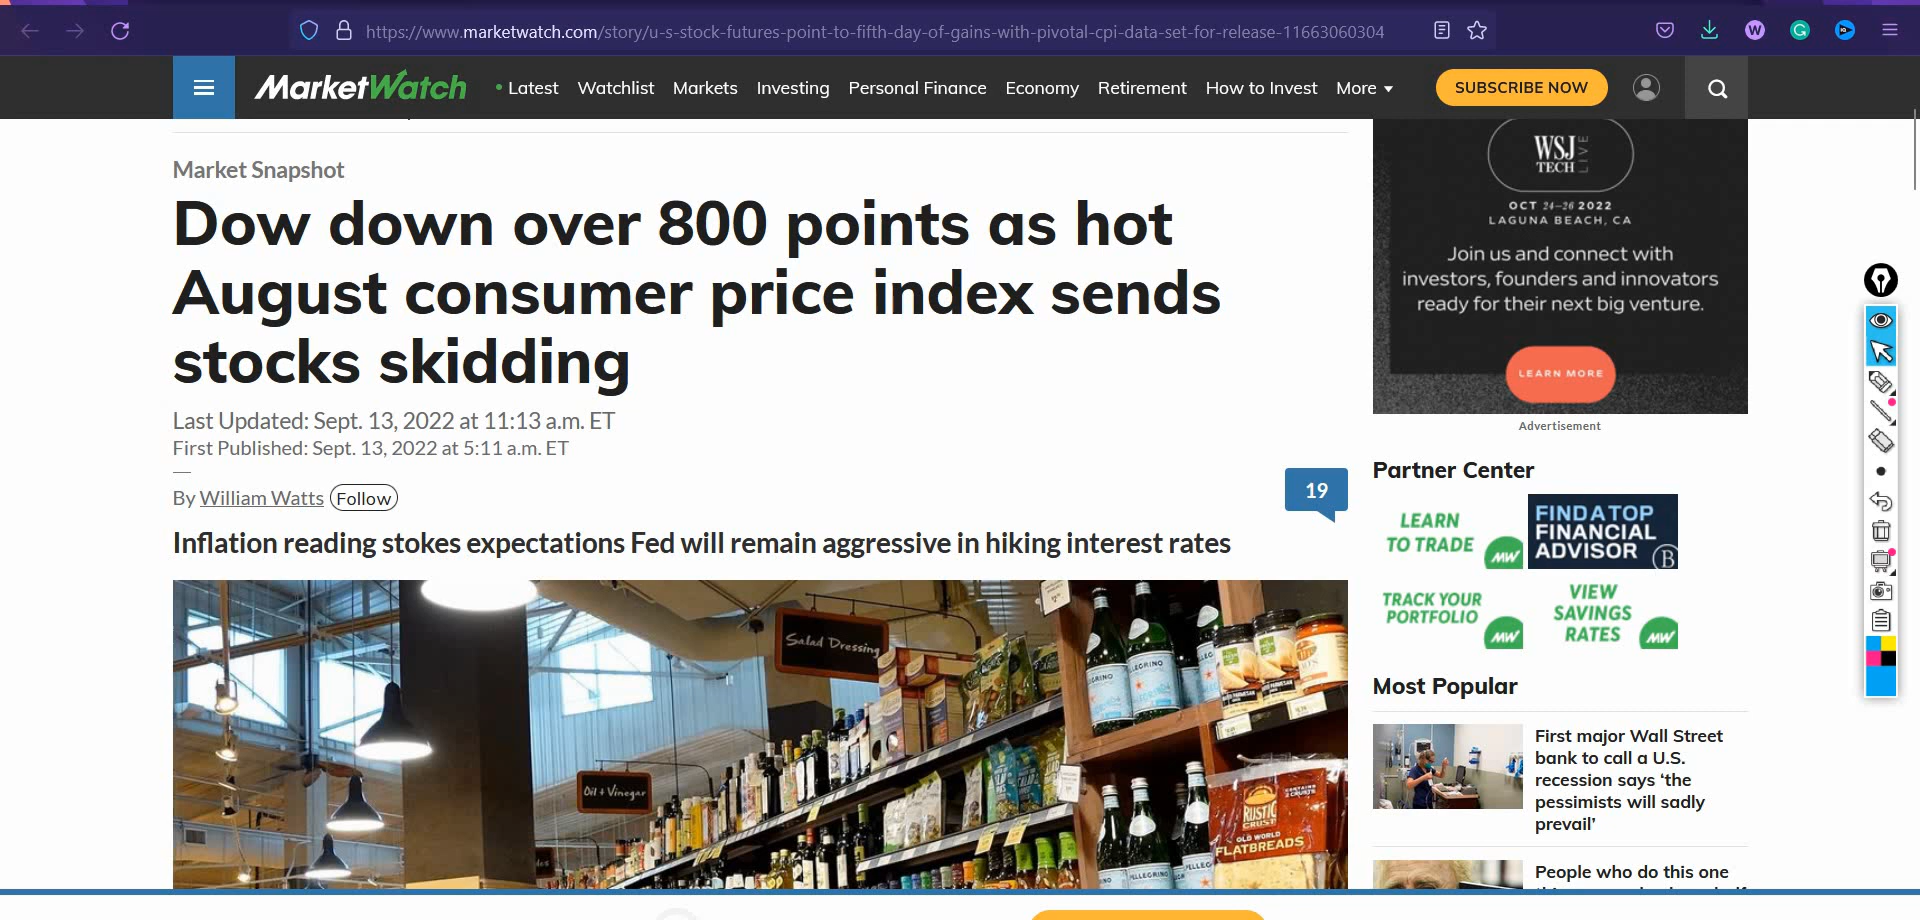 https://www.marketwatch.com/story/u-s-stock-futures-point-to-fifth-day-of-gains-with-pivotal-cpi-data-set-for-release-11663060304
MarketWatch
Latest Watchlist Markets Investing Personal Finance Economy Retirement How to Invest More
SUBSCRIBE NOW
Market Snapshot
Dow down over 800 points as hot
August consumer price index sends
stocks skidding
Last Updated: Sept. 13, 2022 at 11:13 a.m. ET
First Published: Sept. 13, 2022 at 5:11 a.m. ET
By William Watts Follow
19
Inflation reading stokes expectations Fed will remain aggressive in hiking interest rates
Salad Dressing
Oil + Vinegar
PELLEGRINO
RUSTIC
CRUST
OLD WORLD
FLATBREADS
WSJ
TECH
LIVE
OCT 24–26 2022
LAGUNA BEACH, CA
Join us and connect with
investors, founders and innovators
ready for their next big venture.
LEARN MORE
Advertisement
Partner Center
LEARN
TO TRADE
MW
FIND A TOP
FINANCIAL
ADVISOR
B
TRACK YOUR
PORTFOLIO
MW
VIEW
SAVINGS
RATES
MW
Most Popular
First major Wall Street
bank to call a U.S.
recession says ‘the
pessimists will sadly
prevail’
People who do this one